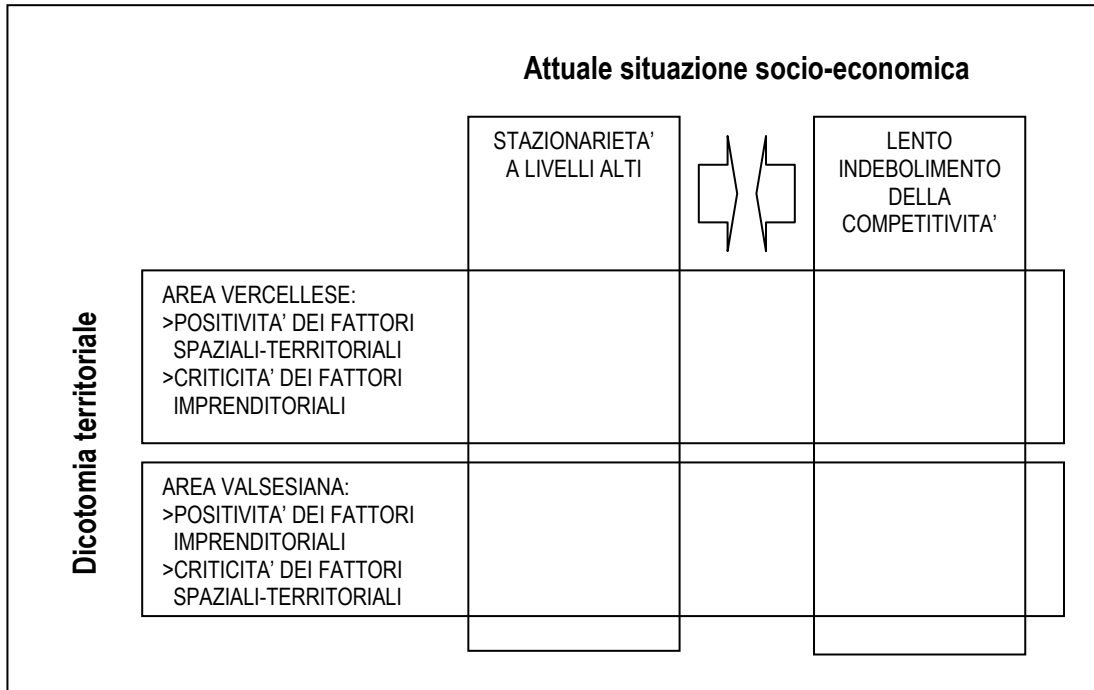 Attuale situazione socio-economica
STAZIONARIETA'
A LIVELLI ALTI
LENTO
INDEBOLIMENTO
DELLA
COMPETITIVITA'
Dicotomia territoriale
AREA VERCELLESE:
>POSITIVITA' DEI FATTORI
SPAZIALI-TERRITORIALI
>CRITICITA' DEI FATTORI
IMPRENDITORIALI
AREA VALSESIANA:
>POSITIVITA' DEI FATTORI
IMPRENDITORIALI
>CRITICITA' DEI FATTORI
SPAZIALI-TERRITORIALI